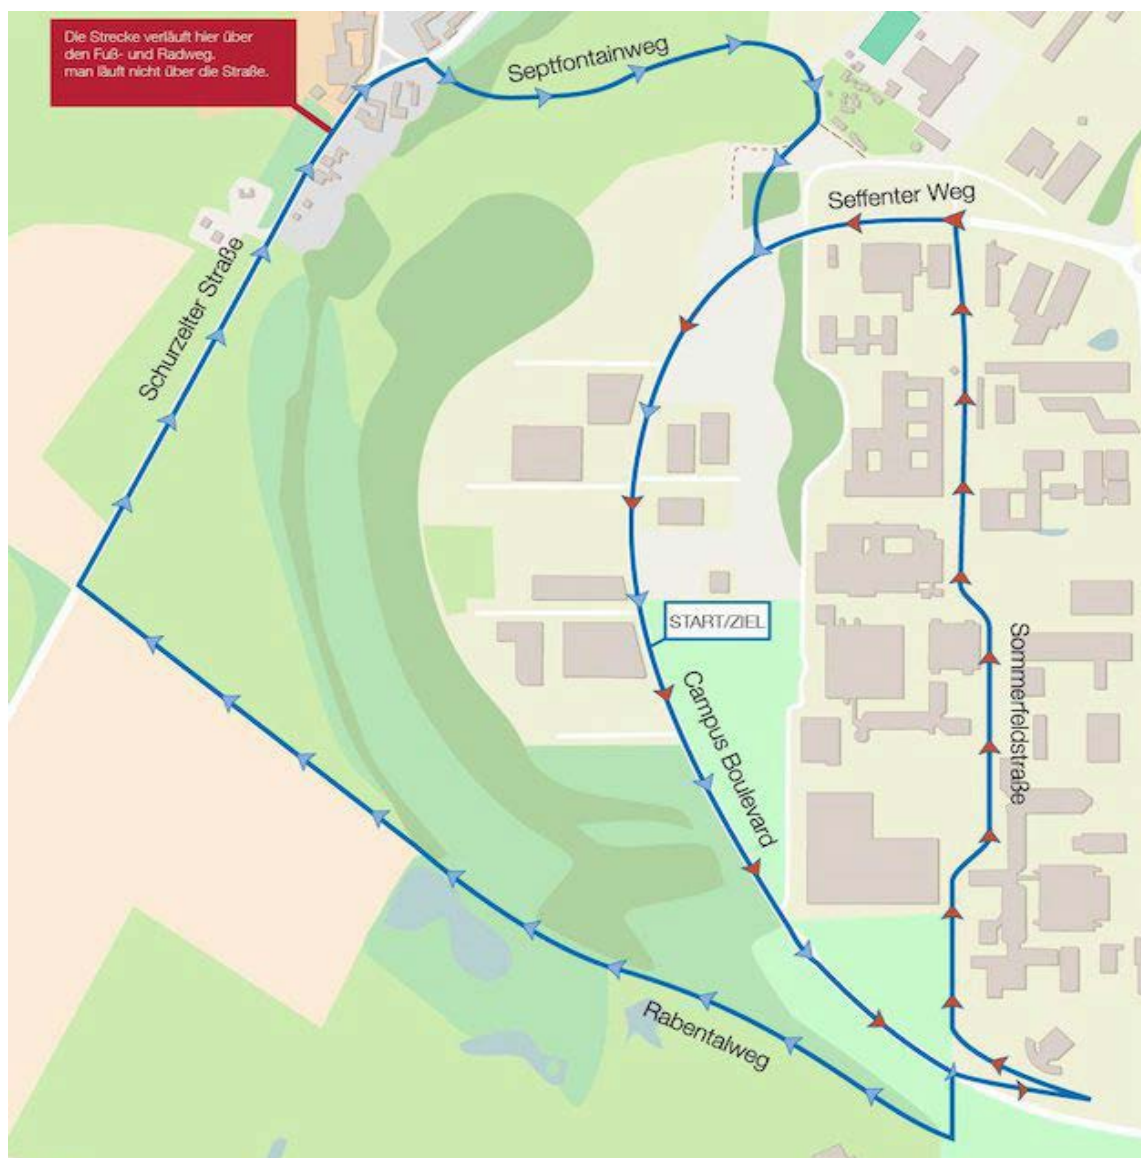 Die Strecke verläuft hier über
den Fuß- und Radweg.
man läuft nicht über die Straße.
Septfontainweg
Seffenter Weg
Schurzelter Straße
START/ZIEL
Campus Boulevard
Sommerfeldstraße
Rabentalweg